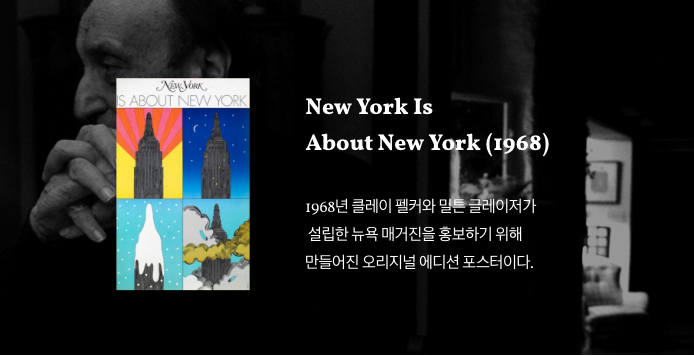 New York
IS ABOUT NEW YORK
New York Is
About New York (1968)
1968년 클레이 펠커와 밀튼 글레이저가
설립한 뉴욕 매거진을 홍보하기 위해
만들어진 오리지널 에디션 포스터이다.